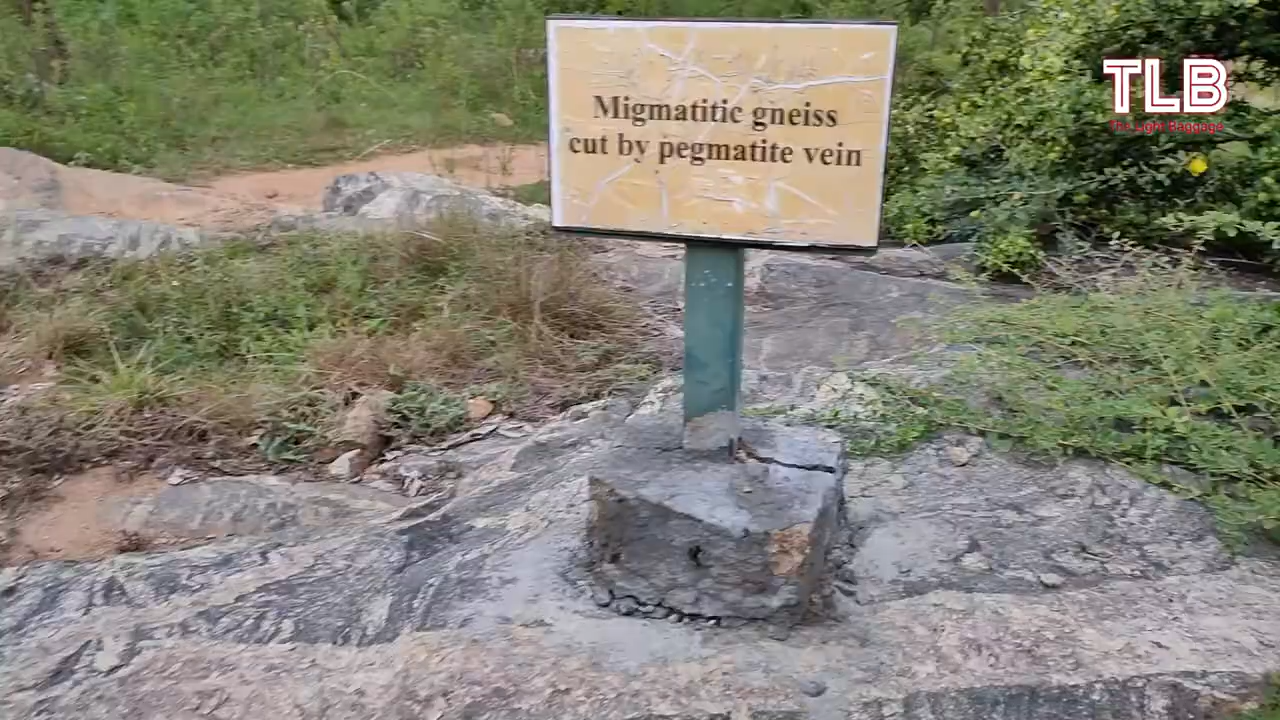 Migmatitic gneiss
cut by pegmatite vein
TLB
The Light Baggage